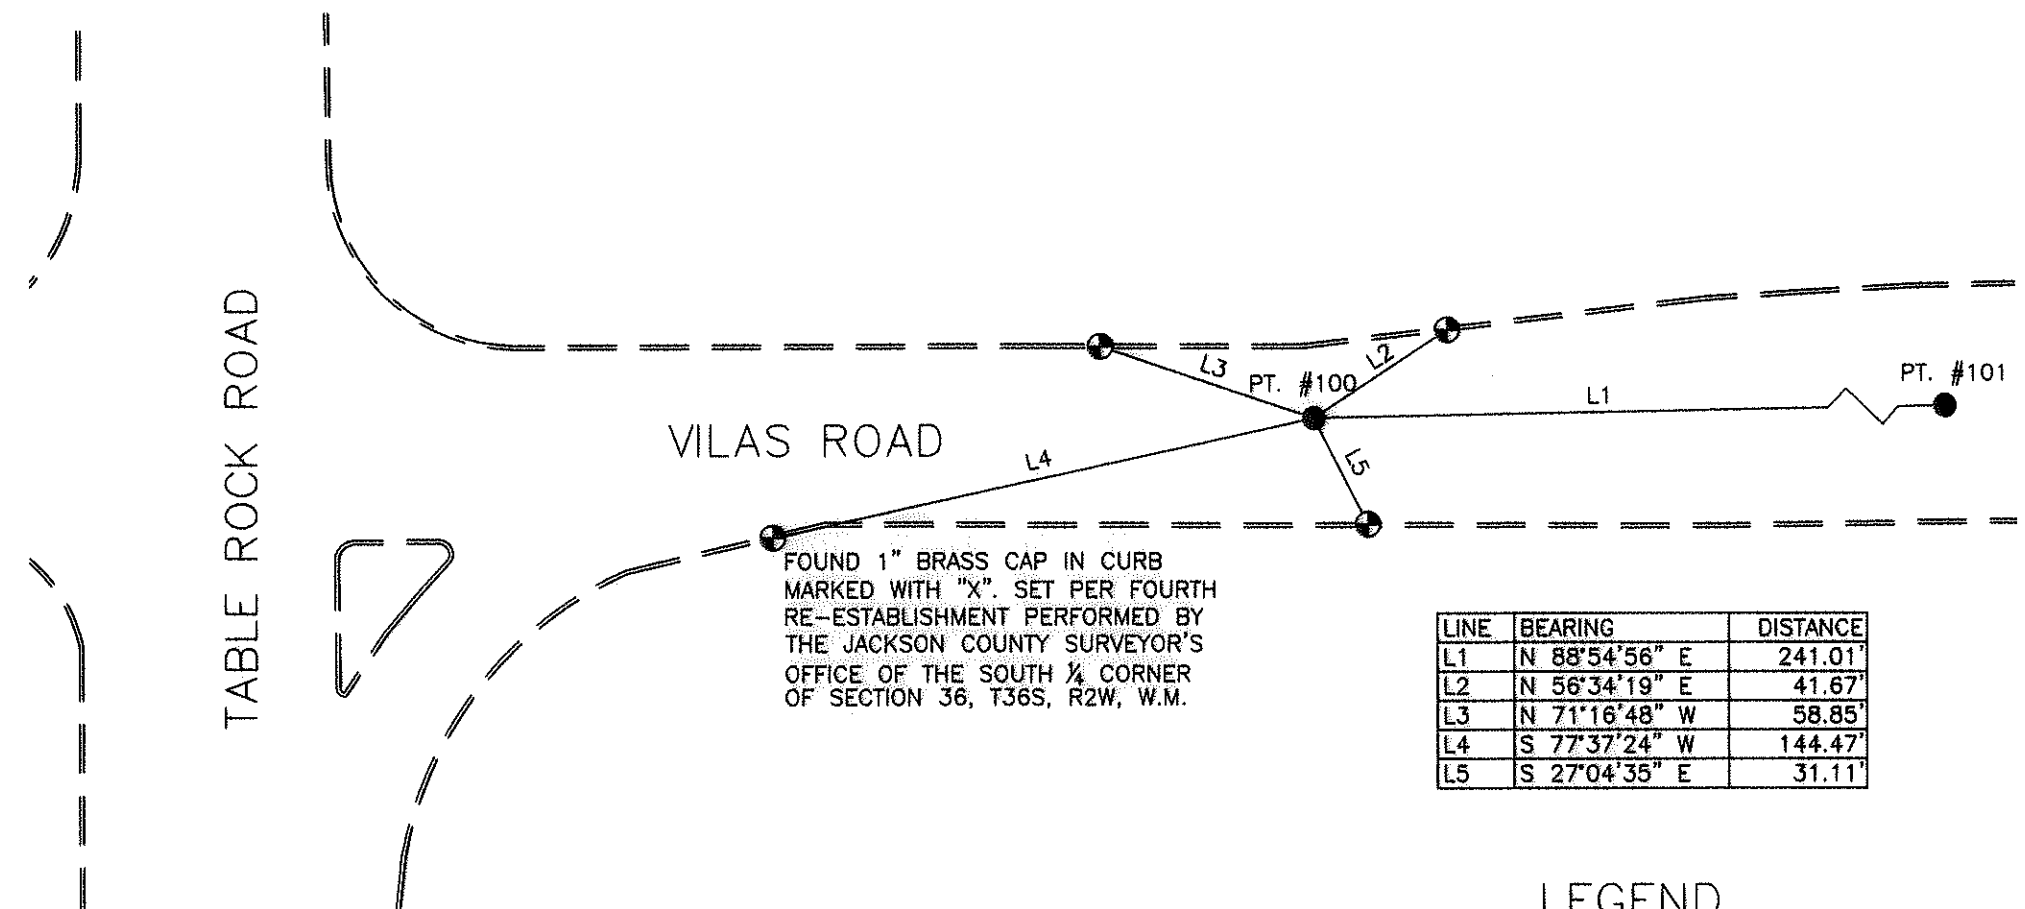 TABLE ROCK ROAD
VILAS ROAD
L3
PT. #100
L2
L1
PT. #101
L4
L5
FOUND 1" BRASS CAP IN CURB
MARKED WITH "X". SET PER FOURTH
RE-ESTABLISHMENT PERFORMED BY
THE JACKSON COUNTY SURVEYOR'S
OFFICE OF THE SOUTH ¼ CORNER
OF SECTION 36, T36S, R2W, W.M.
LINE BEARING DISTANCE
L1 N 88°54'56" E 241.01'
L2 N 56°34'19" E 41.67'
L3 N 71°16'48" W 58.85'
L4 S 77°37'24" W 144.47'
L5 S 27°04'35" E 31.11'
LEGEND